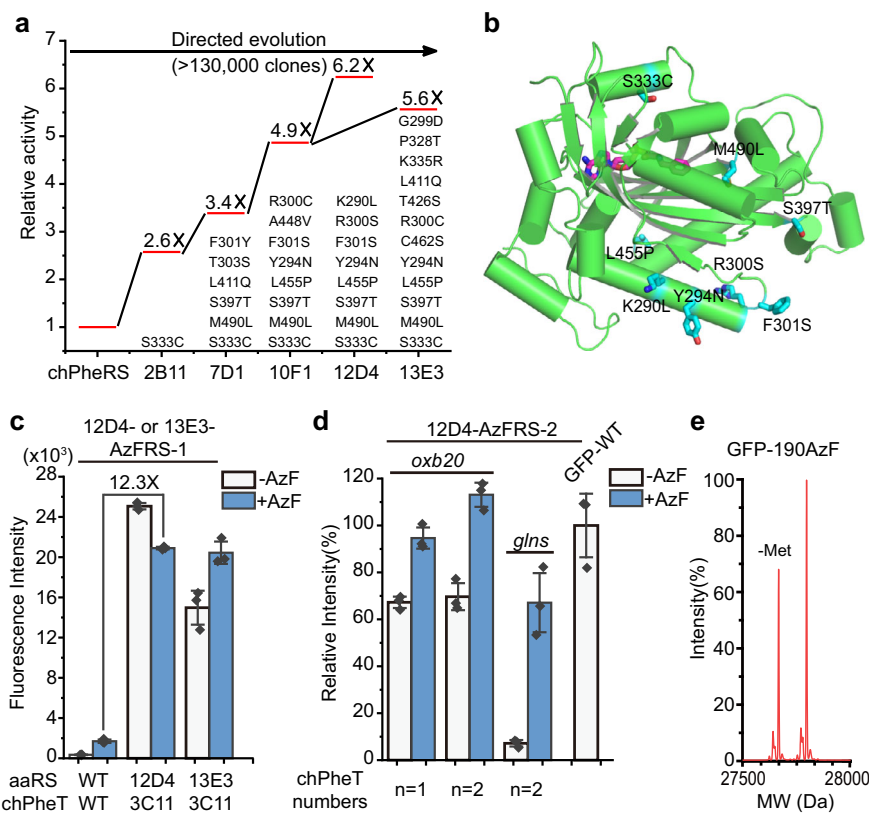 a
Directed evolution
(>130,000 clones)
Relative activity
7
6
5
4
3
2
1
2.6X
3.4X
4.9X
6.2X
5.6X
S333C
F301Y
T303S
L411Q
S397T
M490L
S333C
R300C
A448V
F301S
Y294N
L455P
S397T
M490L
S333C
K290L
R300S
F301S
Y294N
L455P
S397T
M490L
S333C
G299D
P328T
K335R
L411Q
T426S
R300C
C462S
Y294N
L455P
S397T
M490L
S333C
chPheRS 2B11 7D1 10F1 12D4 13E3
b
S333C
M490L
S397T
L455P
R300S
K290L
Y294N
F301S
c
12D4- or 13E3-
AzFRS-1
(x10³)
12.3X
-AzF
+AzF
Fluorescence Intensity
28
24
20
16
12
8
4
0
aaRS WT 12D4 13E3
chPheT WT 3C11 3C11
d
12D4-AzFRS-2
oxb20
glns
GFP-WT
-AzF
+AzF
Relative Intensity(%)
120
100
80
60
40
20
0
chPheT
numbers
n=1 n=2 n=2
e
GFP-190AzF
-Met
Intensity(%)
100
80
60
40
20
0
27500 28000
MW (Da)